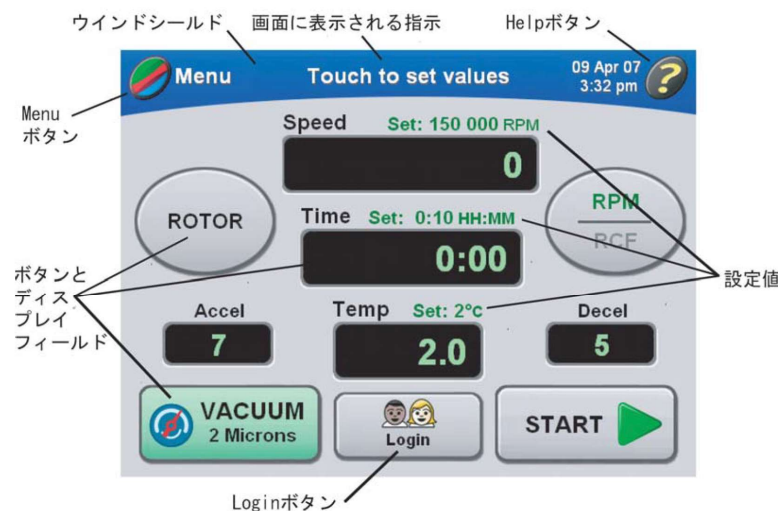 ウインドシールド 画面に表示される指示 Helpボタン
Menu Touch to set values 09 Apr 07
3:32 pm
?
Menu
ボタン
Speed Set: 150 000 RPM
0
ROTOR
Time Set: 0:10 HH:MM
0:00
RPM
RCF
ボタンと
ディス
プレイ
フィールド
設定値
Accel
7
Temp Set: 2°C
2.0
Decel
5
VACUUM
2 Microns
Login
START
Loginボタン